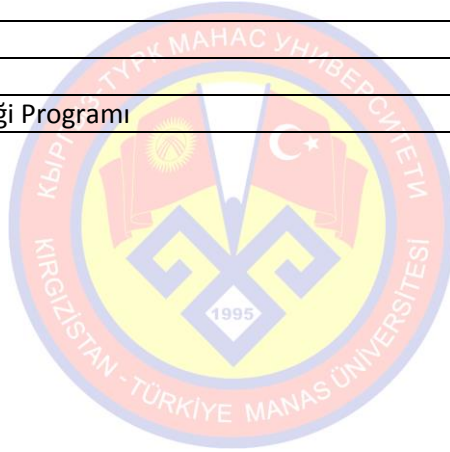 КЫРГЫЗ-ТҮРК МАНАС УНИВЕРСИТЕТИ
ği Programı
1995
KIRGIZİSTAN - TÜRKİYE MANAS ÜNİVERSİTESİ